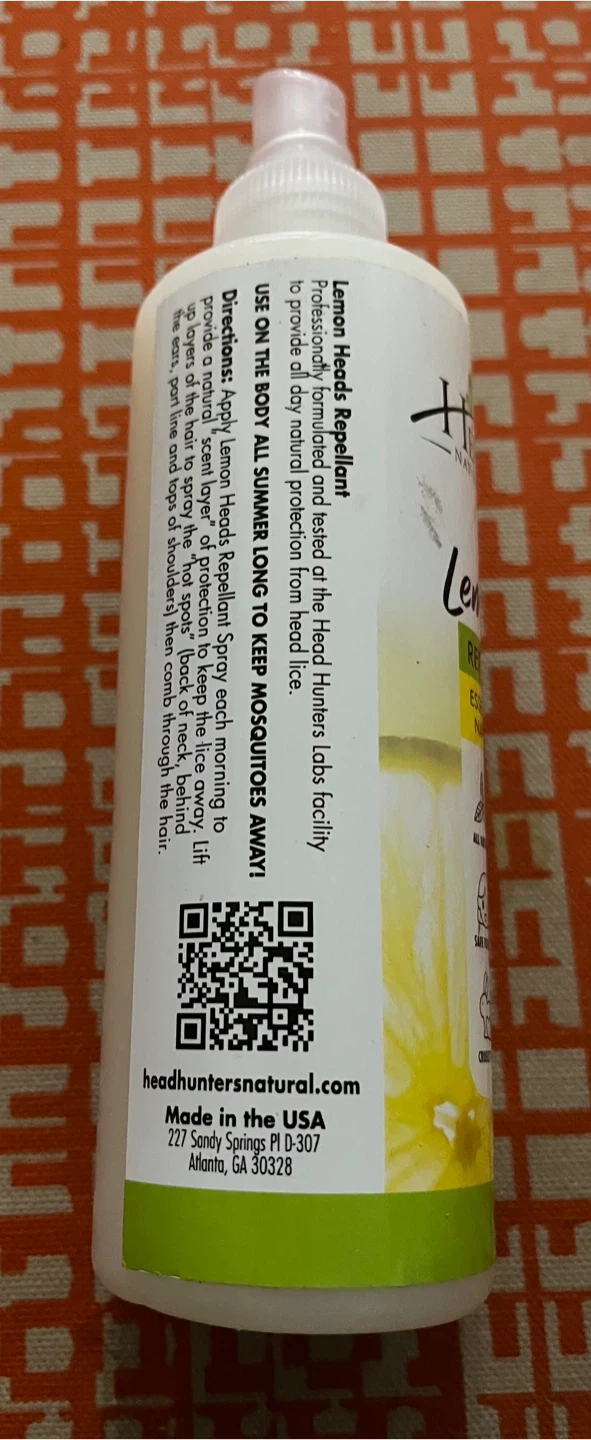 Lemon Heads Repellant
Professionally formulated and tested at the Head Hunters Labs facility
to provide all day natural protection from head lice.
USE ON THE BODY ALL SUMMER LONG TO KEEP MOSQUITOES AWAY!
Directions: Apply Lemon Heads Repellant Spray each morning to
provide a natural "scent layer" of protection to keep the lice away. Lift
up layers of the hair to spray the "hot spots" (back of neck, behind
the ears, part line and tops of shoulders) then comb through the hair.
headhuntersnatural.com
Made in the USA
227 Sandy Springs Pl D-307
Atlanta, GA 30328